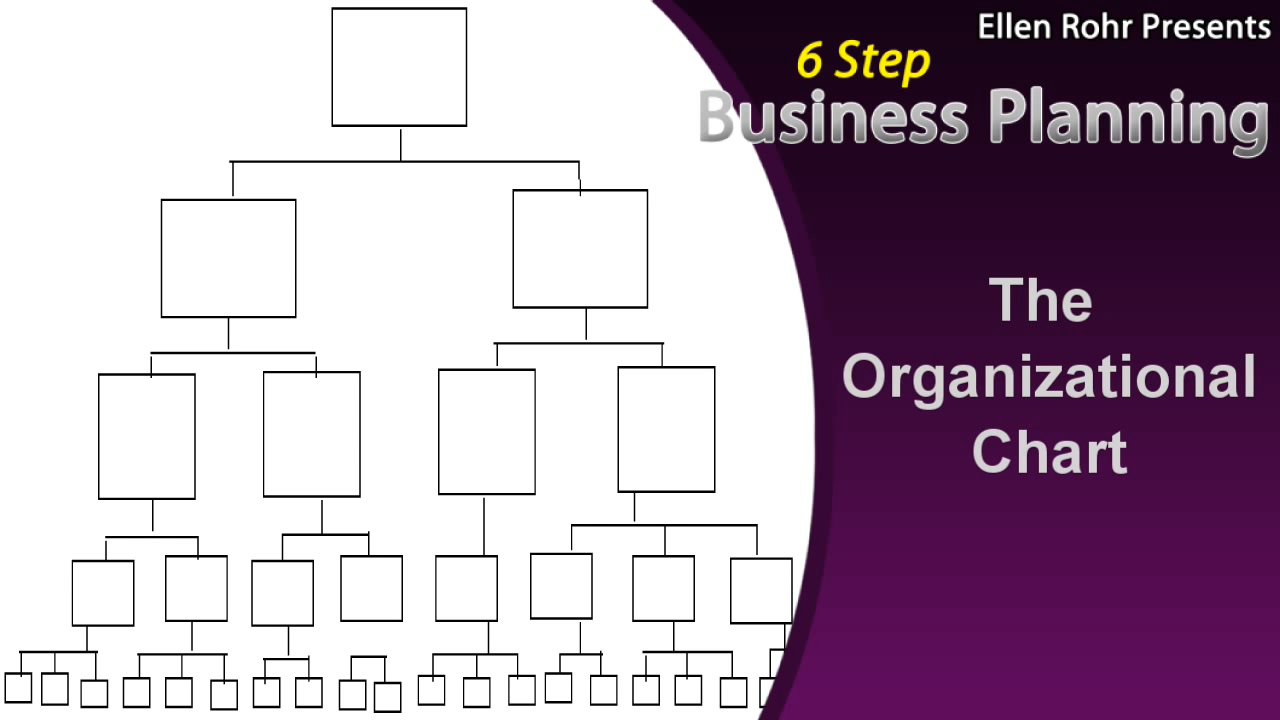 Ellen Rohr Presents
6 Step
Business Planning
The
Organizational
Chart